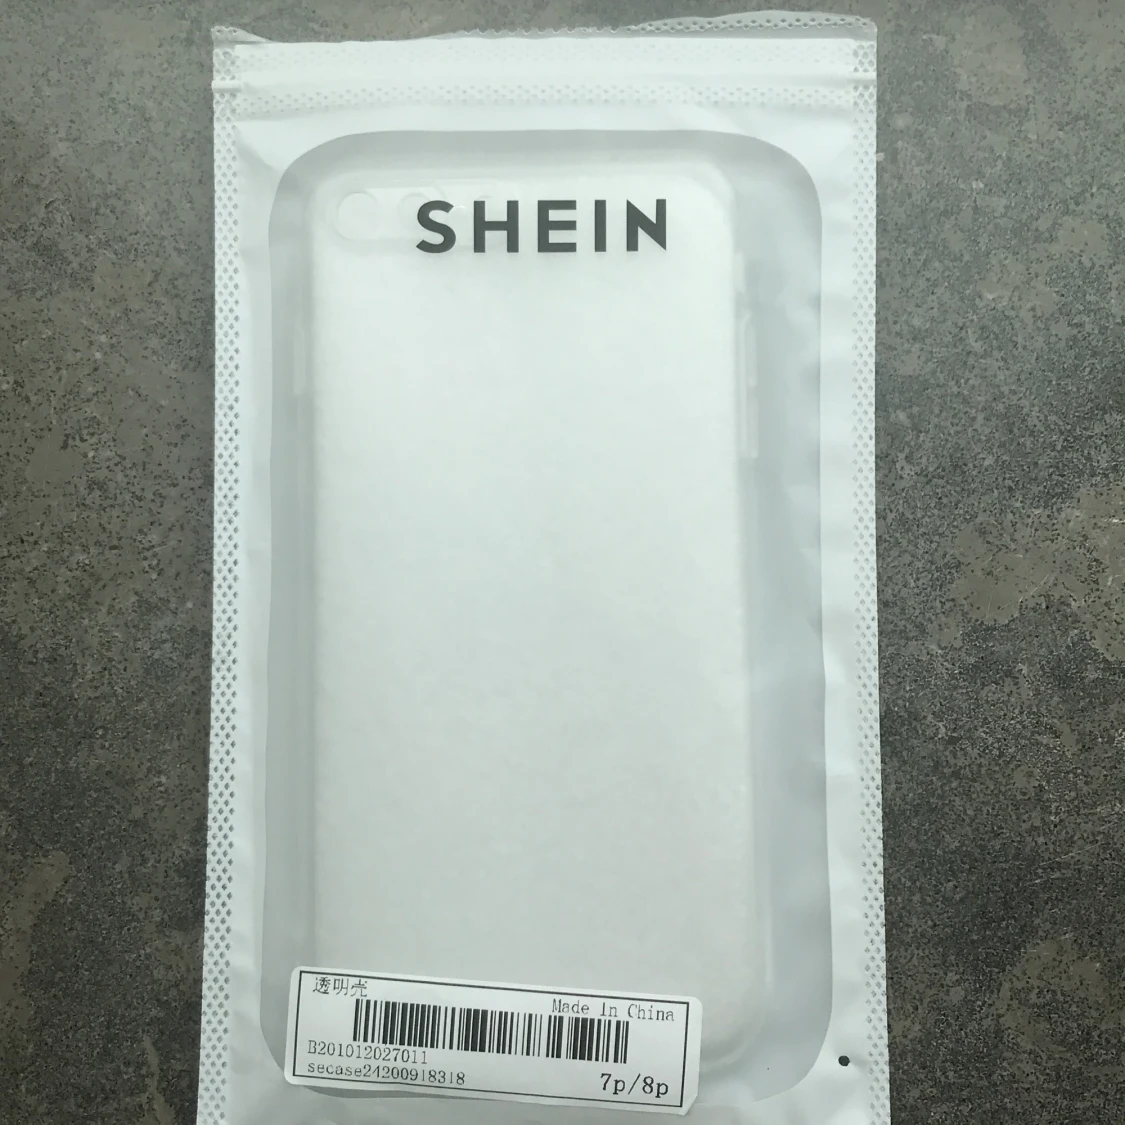 SHEIN
透明壳
Made In China
B201012027011
secase24200918318
7p/8p